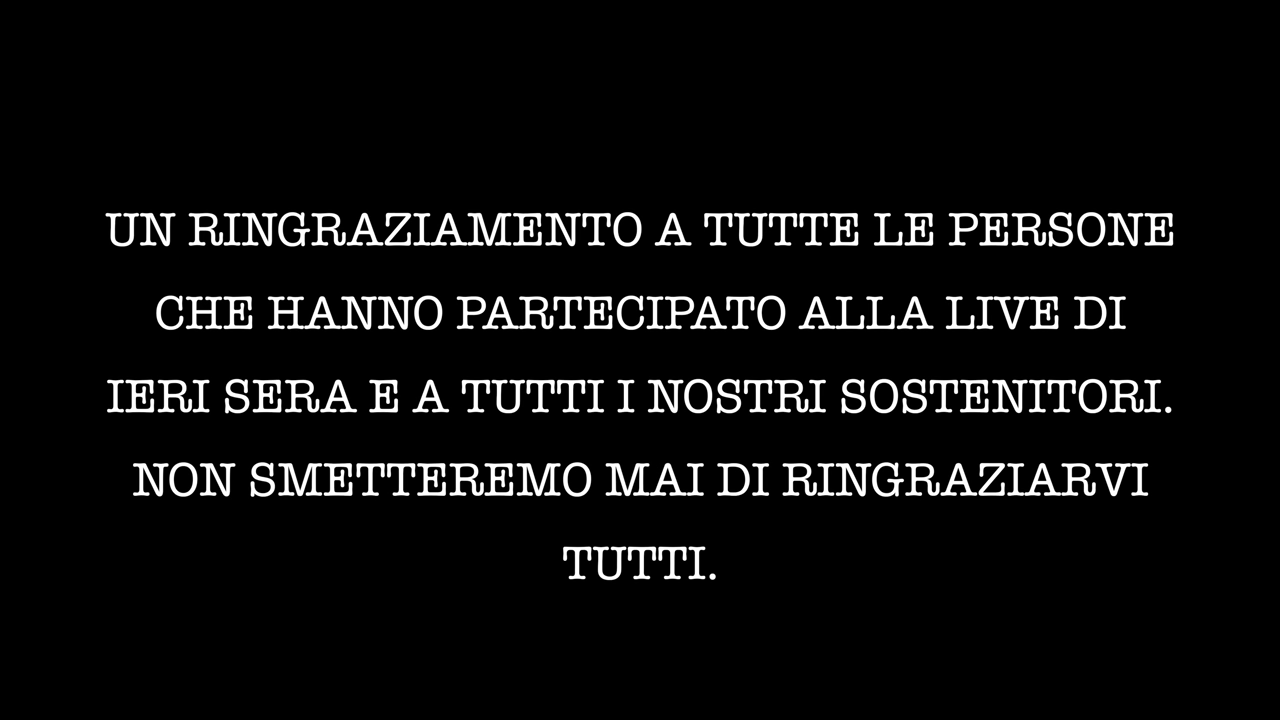 UN RINGRAZIAMENTO A TUTTE LE PERSONE
CHE HANNO PARTECIPATO ALLA LIVE DI
IERI SERA E A TUTTI I NOSTRI SOSTENITORI.
NON SMETTEREMO MAI DI RINGRAZIARVI
TUTTI.